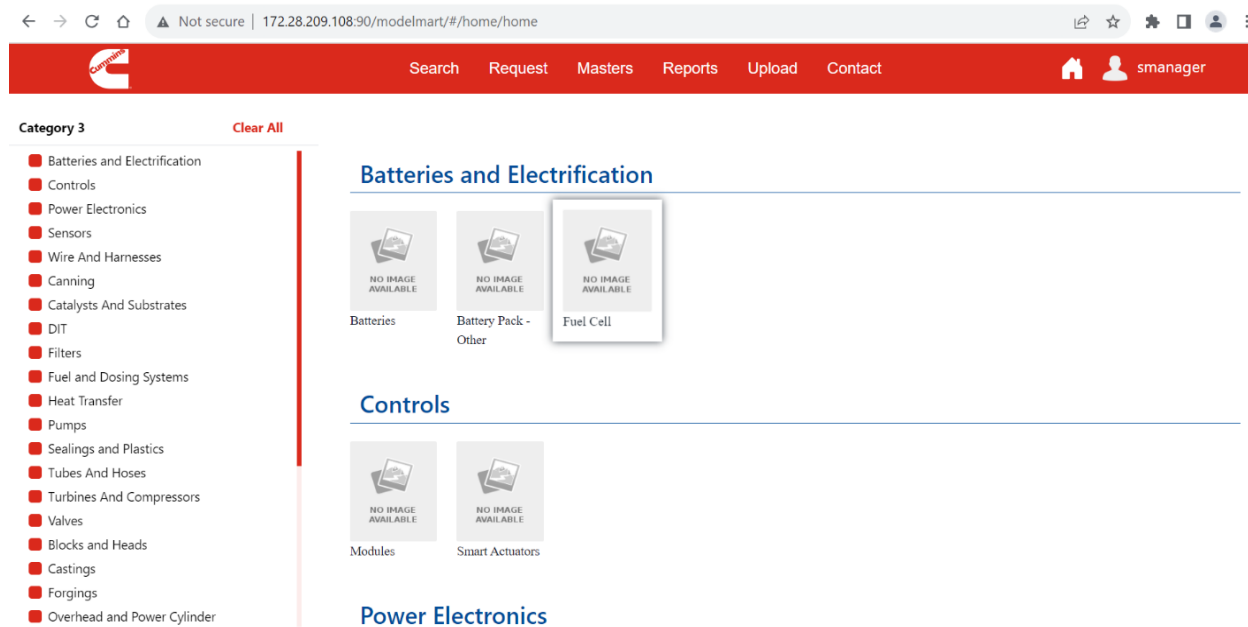 Not secure | 172.28.209.108:90/modelmart/#/home/home
Cummins
Search Request Masters Reports Upload Contact
smanager
Category 3 Clear All
Batteries and Electrification
Controls
Power Electronics
Sensors
Wire And Harnesses
Canning
Catalysts And Substrates
DIT
Filters
Fuel and Dosing Systems
Heat Transfer
Pumps
Sealings and Plastics
Tubes And Hoses
Turbines And Compressors
Valves
Blocks and Heads
Castings
Forgings
Overhead and Power Cylinder
Batteries and Electrification
NO IMAGE
AVAILABLE
Batteries
NO IMAGE
AVAILABLE
Battery Pack -
Other
NO IMAGE
AVAILABLE
Fuel Cell
Controls
NO IMAGE
AVAILABLE
Modules
NO IMAGE
AVAILABLE
Smart Actuators
Power Electronics